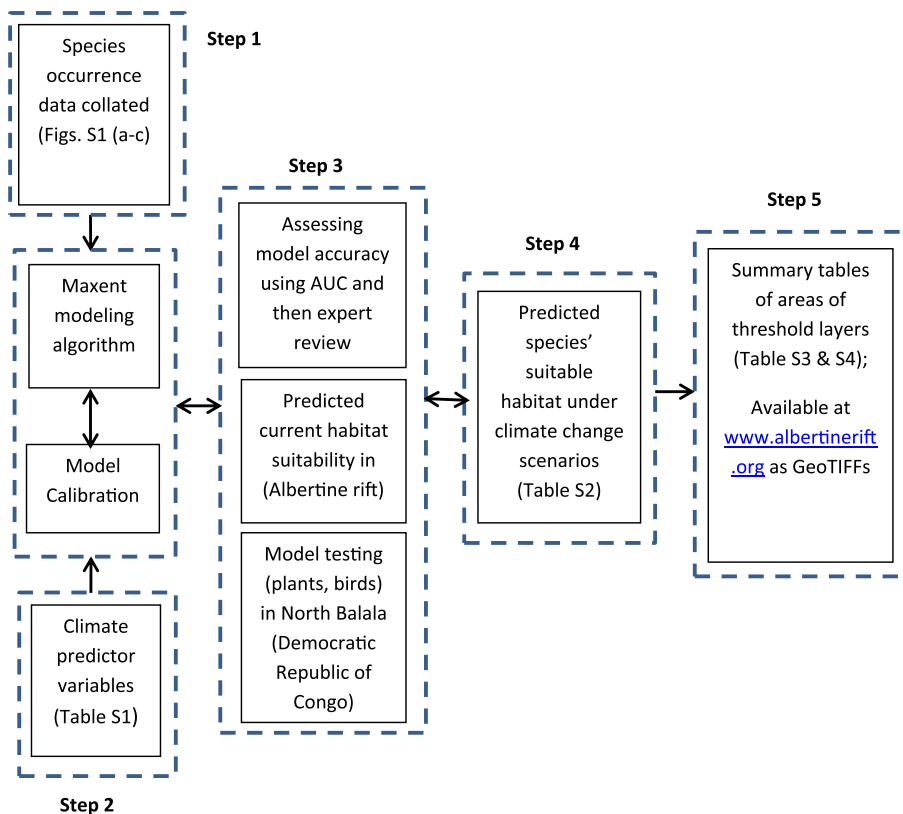 Step 1
Species
occurrence
data collated
(Figs. S1 (a-c)
Maxent
modeling
algorithm
Model
Calibration
Climate
predictor
variables
(Table S1)
Step 2
Step 3
Assessing
model accuracy
using AUC and
then expert
review
Predicted
current habitat
suitability in
(Albertine rift)
Model testing
(plants, birds)
in North Balala
(Democratic
Republic of
Congo)
Step 4
Predicted
species’
suitable
habitat under
climate change
scenarios
(Table S2)
Step 5
Summary tables
of areas of
threshold layers
(Table S3 & S4);
Available at
www.albertinerift
.org as GeoTIFFs